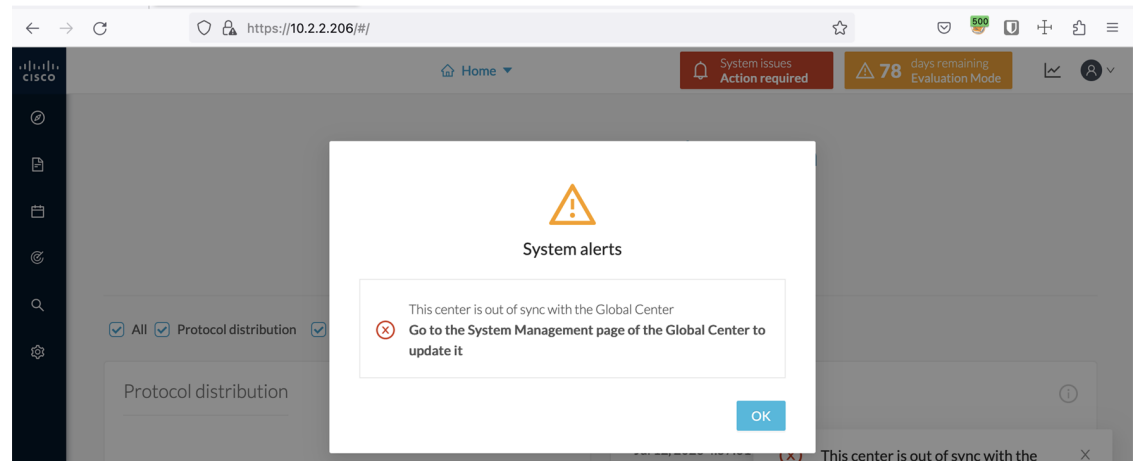 https://10.2.2.206/#/
500
CISCO
Home
System issues
Action required
78 days remaining
Evaluation Mode
System alerts
This center is out of sync with the Global Center
Go to the System Management page of the Global Center to
update it
OK
All Protocol distribution
Protocol distribution
This center is out of sync with the